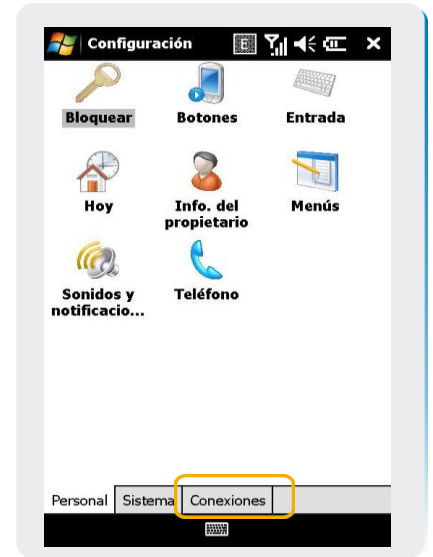 Configuración
E
Bloquear Botones Entrada
Hoy Info. del propietario Menús
Sonidos y notificacio... Teléfono
Personal Sistema Conexiones